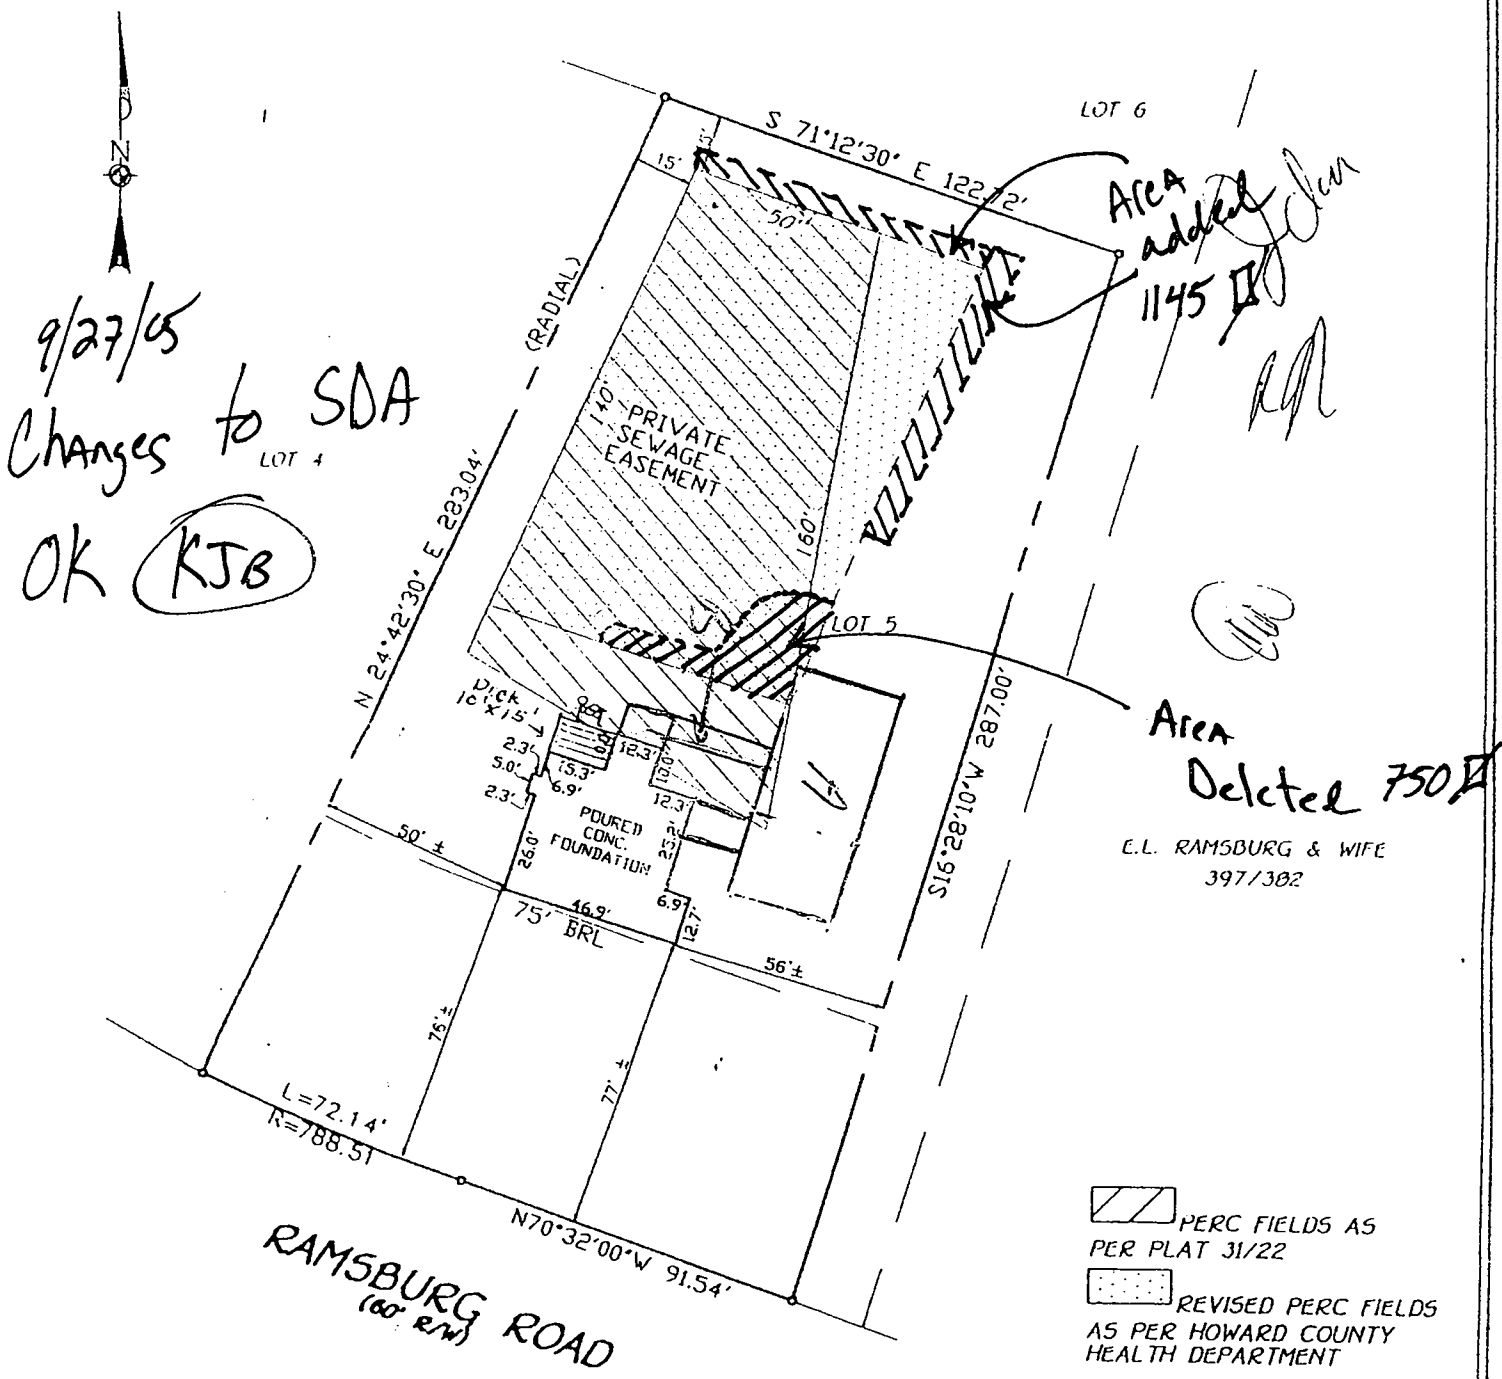 LOT 6
N
S 71°12'30" E 122.72'
15'
15'
50'
Area
added
1145
9/27/05
Changes to SDA
LOT 4
OK KJB
(RADIAL)
140'
PRIVATE
SEWAGE
EASEMENT
160'
N 24°42'30" E 283.04'
LOT 5
S16°28'10"W 287.00'
Area
Deleted 750
E.L. RAMSBURG & WIFE
397/382
10'x15'
2.3'
5.0'
2.3'
15.3'
6.9'
12.3'
10.0'
12.3'
POURED
CONC.
FOUNDATION
26.0'
25.2'
6.9'
12.7'
50' ±
46.9'
75' BRL
56'±
76'±
77' ±
L=72.14'
R=788.51
N70°32'00"W 91.54'
RAMSBURG ROAD
(60' R/W)
PERC FIELDS AS
PER PLAT 31/22
REVISED PERC FIELDS
AS PER HOWARD COUNTY
HEALTH DEPARTMENT